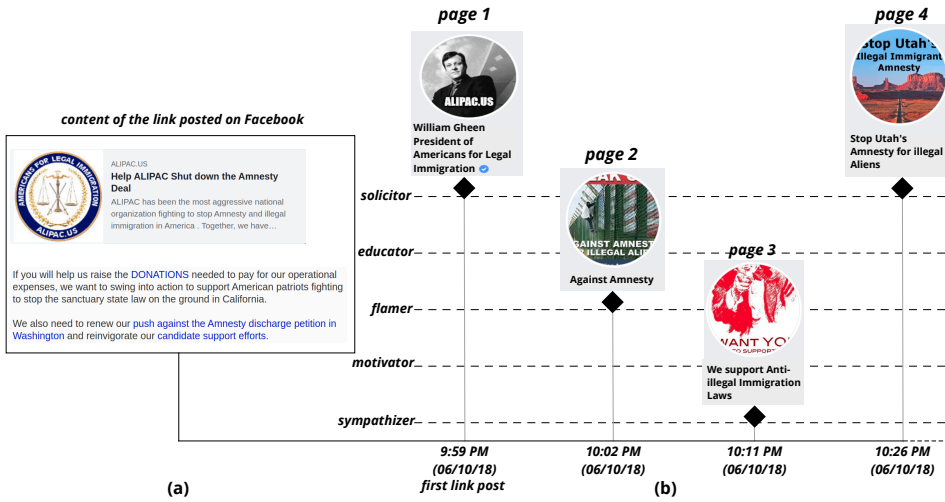 page 1
page 4
Stop Utah's
Illegal Immigrant
Amnesty
ALIPAC.US
content of the link posted on Facebook
William Gheen
President of
Americans for Legal
Immigration
Stop Utah's
Amnesty for illegal
Aliens
page 2
AMERICANS FOR LEGAL IMMIGRATION
ALIPAC.US
Help ALIPAC Shut down the Amnesty
Deal
ALIPAC has been the most aggressive national
organization fighting to stop Amnesty and illegal
immigration in America . Together, we have…
solicitor
educator
AGAINST AMNESTY
ILLEGAL
page 3
Against Amnesty
If you will help us raise the DONATIONS needed to pay for our operational
expenses, we want to swing into action to support American patriots fighting
to stop the sanctuary state law on the ground in California.
We also need to renew our push against the Amnesty discharge petition in
Washington and reinvigorate our candidate support efforts.
flamer
WANT YOU
TO SUPPORT
motivator
We support Anti-
illegal Immigration
Laws
sympathizer
9:59 PM
(06/10/18)
first link post
10:02 PM
(06/10/18)
10:11 PM
(06/10/18)
10:26 PM
(06/10/18)
(a)
(b)